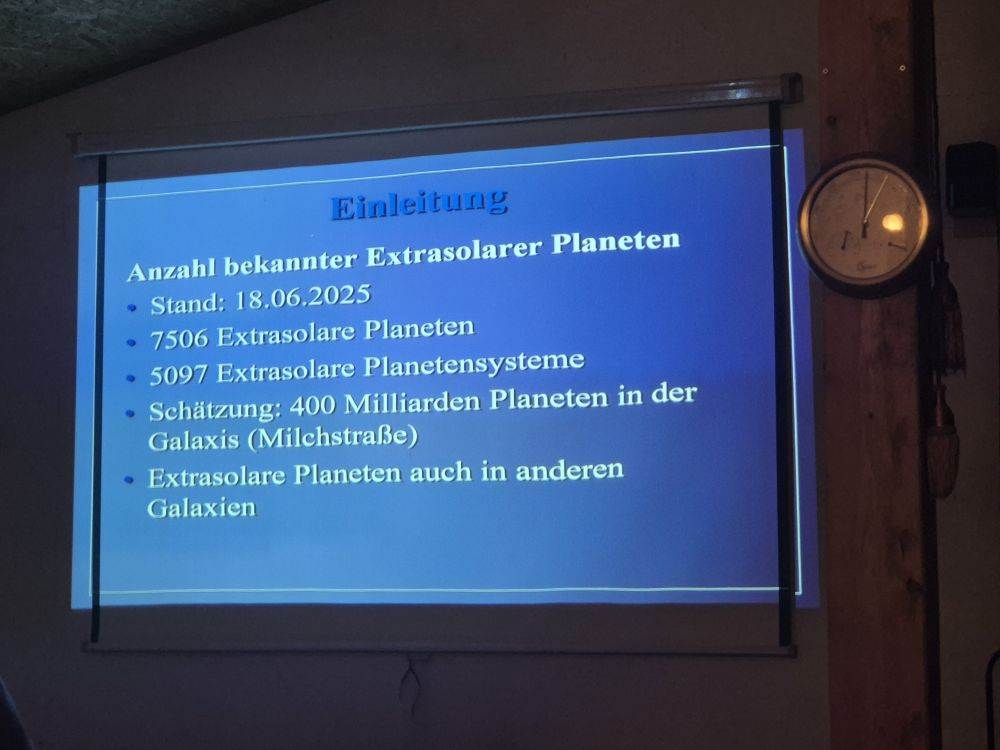 Einleitung
Anzahl bekannter Extrasolarer Planeten
• Stand: 18.06.2025
• 7506 Extrasolare Planeten
• 5097 Extrasolare Planetensysteme
• Schätzung: 400 Milliarden Planeten in der
Galaxis (Milchstraße)
• Extrasolare Planeten auch in anderen
Galaxien